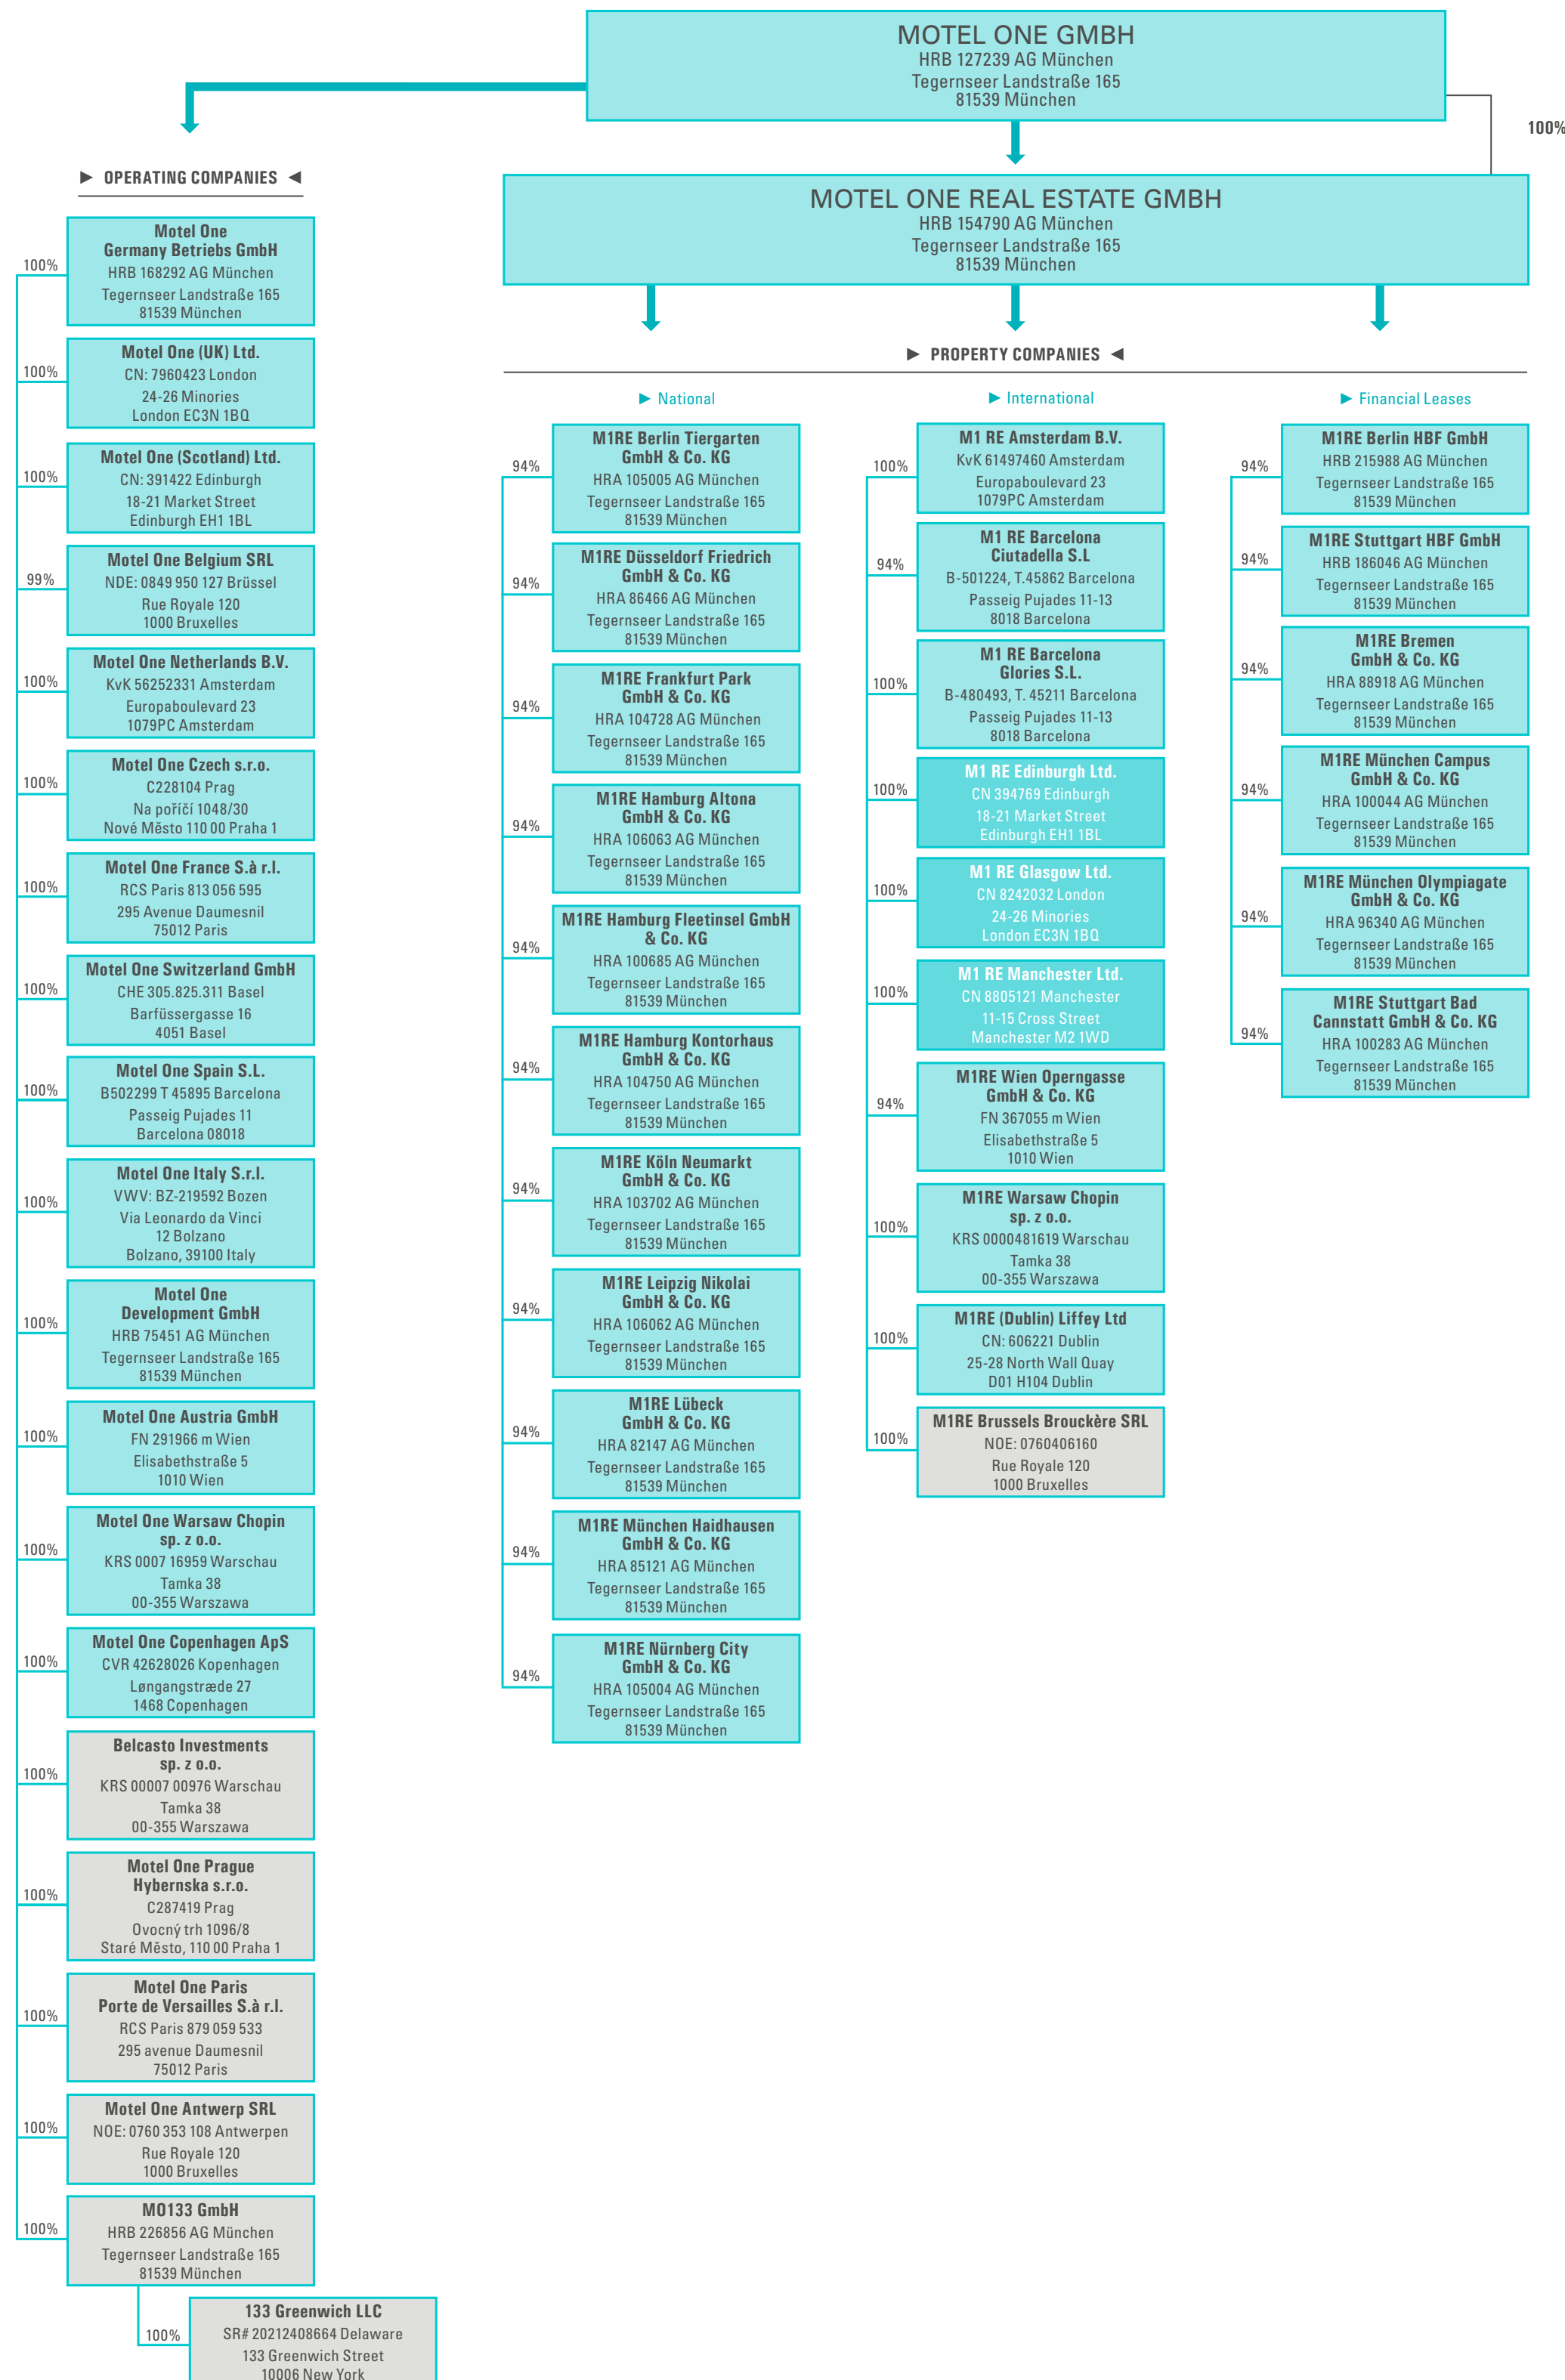 MOTEL ONE GMBH
HRB 127239 AG München
Tegernseer Landstraße 165
81539 München
100%
MOTEL ONE REAL ESTATE GMBH
HRB 154790 AG München
Tegernseer Landstraße 165
81539 München
► OPERATING COMPANIES ◄
100%
Motel One
Germany Betriebs GmbH
HRB 168292 AG München
Tegernseer Landstraße 165
81539 München
100%
Motel One (UK) Ltd.
CN: 7960423 London
24-26 Minories
London EC3N 1BQ
100%
Motel One (Scotland) Ltd.
CN: 391422 Edinburgh
18-21 Market Street
Edinburgh EH1 1BL
99%
Motel One Belgium SRL
NDE: 0849 950 127 Brüssel
Rue Royale 120
1000 Bruxelles
100%
Motel One Netherlands B.V.
KvK 56252331 Amsterdam
Europaboulevard 23
1079PC Amsterdam
100%
Motel One Czech s.r.o.
C228104 Prag
Na poříčí 1048/30
Nové Město 110 00 Praha 1
100%
Motel One France S.à r.l.
RCS Paris 813 056 595
295 Avenue Daumesnil
75012 Paris
100%
Motel One Switzerland GmbH
CHE 305.825.311 Basel
Barfüssergasse 16
4051 Basel
100%
Motel One Spain S.L.
B502299 T 45895 Barcelona
Passeig Pujades 11
Barcelona 08018
100%
Motel One Italy S.r.l.
VWV: BZ-219592 Bozen
Via Leonardo da Vinci
12 Bolzano
Bolzano, 39100 Italy
100%
Motel One
Development GmbH
HRB 75451 AG München
Tegernseer Landstraße 165
81539 München
100%
Motel One Austria GmbH
FN 291966 m Wien
Elisabethstraße 5
1010 Wien
100%
Motel One Warsaw Chopin
sp. z o.o.
KRS 0007 16959 Warschau
Tamka 38
00-355 Warszawa
100%
Motel One Copenhagen ApS
CVR 42628026 Kopenhagen
Løngangstræde 27
1468 Copenhagen
100%
Belcasto Investments
sp. z o.o.
KRS 00007 00976 Warschau
Tamka 38
00-355 Warszawa
100%
Motel One Prague
Hybernska s.r.o.
C287419 Prag
Ovocný trh 1096/8
Staré Město, 110 00 Praha 1
100%
Motel One Paris
Porte de Versailles S.à r.l.
RCS Paris 879 059 533
295 avenue Daumesnil
75012 Paris
100%
Motel One Antwerp SRL
NOE: 0760 353 108 Antwerpen
Rue Royale 120
1000 Bruxelles
100%
MO133 GmbH
HRB 226856 AG München
Tegernseer Landstraße 165
81539 München
100%
133 Greenwich LLC
SR# 20212408664 Delaware
133 Greenwich Street
10006 New York
► PROPERTY COMPANIES ◄
► National
94%
M1RE Berlin Tiergarten
GmbH & Co. KG
HRA 105005 AG München
Tegernseer Landstraße 165
81539 München
94%
M1RE Düsseldorf Friedrich
GmbH & Co. KG
HRA 86466 AG München
Tegernseer Landstraße 165
81539 München
94%
M1RE Frankfurt Park
GmbH & Co. KG
HRA 104728 AG München
Tegernseer Landstraße 165
81539 München
94%
M1RE Hamburg Altona
GmbH & Co. KG
HRA 106063 AG München
Tegernseer Landstraße 165
81539 München
94%
M1RE Hamburg Fleetinsel GmbH
& Co. KG
HRA 100685 AG München
Tegernseer Landstraße 165
81539 München
94%
M1RE Hamburg Kontorhaus
GmbH & Co. KG
HRA 104750 AG München
Tegernseer Landstraße 165
81539 München
94%
M1RE Köln Neumarkt
GmbH & Co. KG
HRA 103702 AG München
Tegernseer Landstraße 165
81539 München
94%
M1RE Leipzig Nikolai
GmbH & Co. KG
HRA 106062 AG München
Tegernseer Landstraße 165
81539 München
94%
M1RE Lübeck
GmbH & Co. KG
HRA 82147 AG München
Tegernseer Landstraße 165
81539 München
94%
M1RE München Haidhausen
GmbH & Co. KG
HRA 85121 AG München
Tegernseer Landstraße 165
81539 München
94%
M1RE Nürnberg City
GmbH & Co. KG
HRA 105004 AG München
Tegernseer Landstraße 165
81539 München
► International
100%
M1 RE Amsterdam B.V.
KvK 61497460 Amsterdam
Europaboulevard 23
1079PC Amsterdam
94%
M1 RE Barcelona
Ciutadella S.L
B-501224, T.45862 Barcelona
Passeig Pujades 11-13
8018 Barcelona
100%
M1 RE Barcelona
Glories S.L.
B-480493, T. 45211 Barcelona
Passeig Pujades 11-13
8018 Barcelona
100%
M1 RE Edinburgh Ltd.
CN 394769 Edinburgh
18-21 Market Street
Edinburgh EH1 1BL
100%
M1 RE Glasgow Ltd.
CN 8242032 London
24-26 Minories
London EC3N 1BQ
100%
M1 RE Manchester Ltd.
CN 8805121 Manchester
11-15 Cross Street
Manchester M2 1WD
94%
M1RE Wien Operngasse
GmbH & Co. KG
FN 367055 m Wien
Elisabethstraße 5
1010 Wien
100%
M1RE Warsaw Chopin
sp. z o.o.
KRS 0000481619 Warschau
Tamka 38
00-355 Warszawa
100%
M1RE (Dublin) Liffey Ltd
CN: 606221 Dublin
25-28 North Wall Quay
D01 H104 Dublin
100%
M1RE Brussels Brouckère SRL
NOE: 0760406160
Rue Royale 120
1000 Bruxelles
► Financial Leases
94%
M1RE Berlin HBF GmbH
HRB 215988 AG München
Tegernseer Landstraße 165
81539 München
94%
M1RE Stuttgart HBF GmbH
HRB 186046 AG München
Tegernseer Landstraße 165
81539 München
94%
M1RE Bremen
GmbH & Co. KG
HRA 88918 AG München
Tegernseer Landstraße 165
81539 München
94%
M1RE München Campus
GmbH & Co. KG
HRA 100044 AG München
Tegernseer Landstraße 165
81539 München
94%
M1RE München Olympiagate
GmbH & Co. KG
HRA 96340 AG München
Tegernseer Landstraße 165
81539 München
94%
M1RE Stuttgart Bad
Cannstatt GmbH & Co. KG
HRA 100283 AG München
Tegernseer Landstraße 165
81539 München